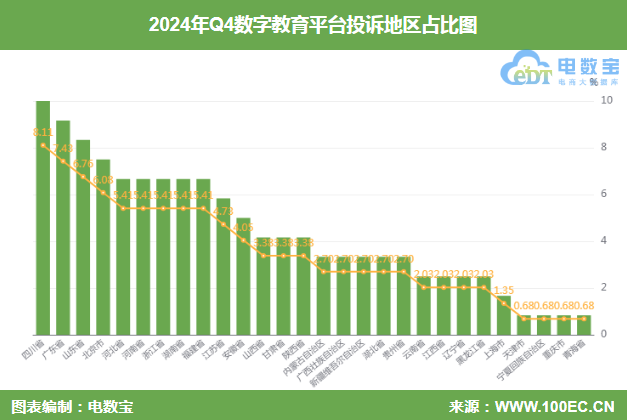 2024年Q4数字教育平台投诉地区占比图
电数宝
eDT
电商大数据库
%
10
8
6
4
2
0
8.11 7.43 6.76 6.08 5.41 5.41 5.41 5.41 5.41 4.73 4.05 3.38 3.38 3.38 2.70 2.70 2.70 2.70 2.70 2.03 2.03 2.03 2.03 1.35 0.68 0.68 0.68 0.68
四川省 广东省 山东省 北京市 河北省 河南省 浙江省 湖南省 福建省 江苏省 安徽省 山西省 甘肃省 陕西省 内蒙古自治区 广西壮族自治区 新疆维吾尔自治区 湖北省 贵州省 云南省 江西省 辽宁省 黑龙江省 上海市 天津市 宁夏回族自治区 重庆市 青海省
图表编制：电数宝 来源：WWW.100EC.CN